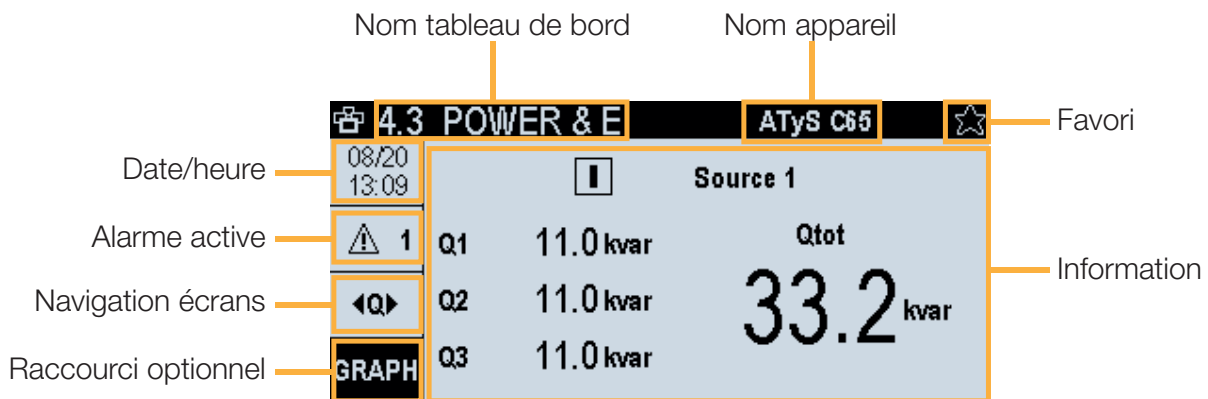 Nom tableau de bord Nom appareil
4.3 POWER & E ATyS C65 Favori
Date/heure 08/20
13:09
I Source 1
Alarme active 1 Q1 11.0 kvar Qtot
Information
Navigation écrans Q Q2 11.0 kvar 33.2 kvar
Raccourci optionnel GRAPH Q3 11.0 kvar